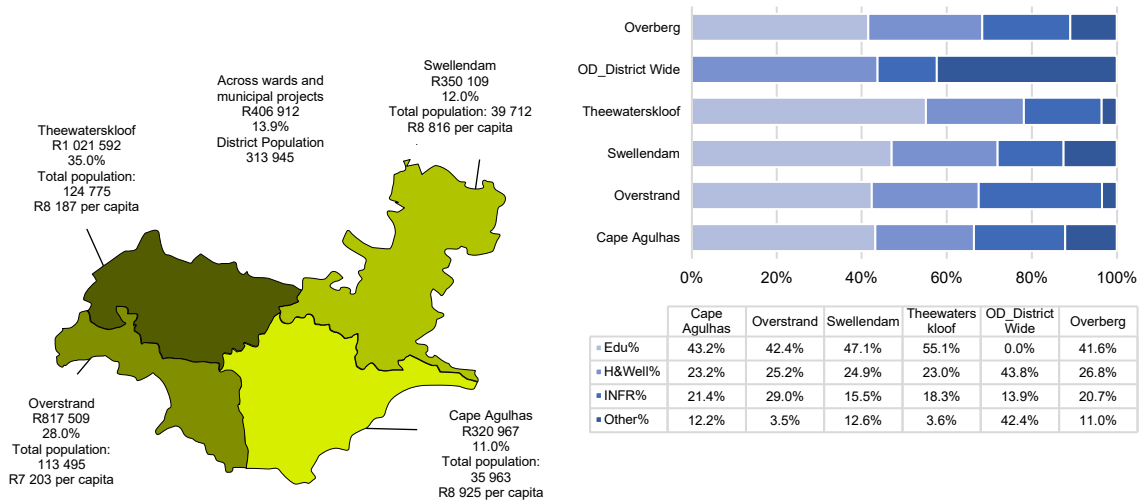 Swellendam
R350 109
12.0%
Total population: 39 712
R8 816 per capita
Across wards and
municipal projects
R406 912
13.9%
District Population
313 945
Theewaterskloof
R1 021 592
35.0%
Total population:
124 775
R8 187 per capita
Overstrand
R817 509
28.0%
Total population:
113 495
R7 203 per capita
Cape Agulhas
R320 967
11.0%
Total population:
35 963
R8 925 per capita
Overberg
OD_District Wide
Theewaterskloof
Swellendam
Overstrand
Cape Agulhas
0% 20% 40% 60% 80% 100%
Cape Agulhas Overstrand Swellendam Theewaters kloof OD_District Wide Overberg
Edu% 43.2% 42.4% 47.1% 55.1% 0.0% 41.6%
H&Well% 23.2% 25.2% 24.9% 23.0% 43.8% 26.8%
INFR% 21.4% 29.0% 15.5% 18.3% 13.9% 20.7%
Other% 12.2% 3.5% 12.6% 3.6% 42.4% 11.0%